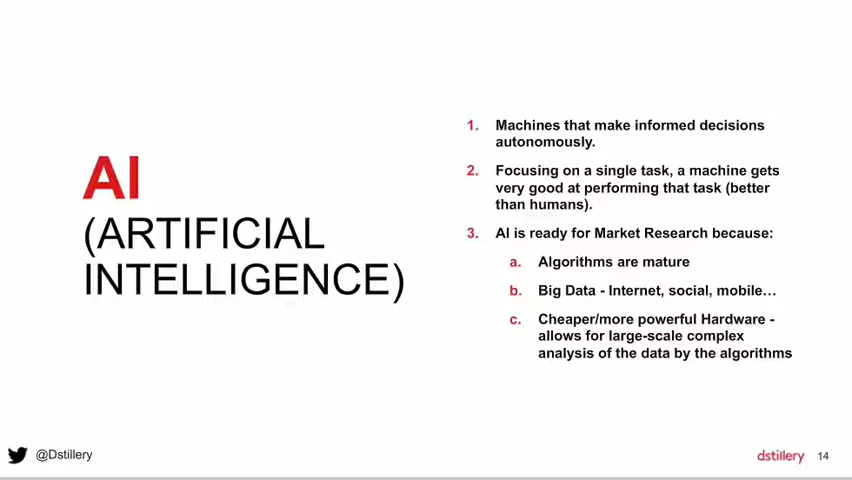 AI
(ARTIFICIAL
INTELLIGENCE)
1. Machines that make informed decisions
autonomously.
2. Focusing on a single task, a machine gets
very good at performing that task (better
than humans).
3. AI is ready for Market Research because:
a. Algorithms are mature
b. Big Data - Internet, social, mobile…
c. Cheaper/more powerful Hardware -
allows for large-scale complex
analysis of the data by the algorithms
@Dstillery
dstillery 14